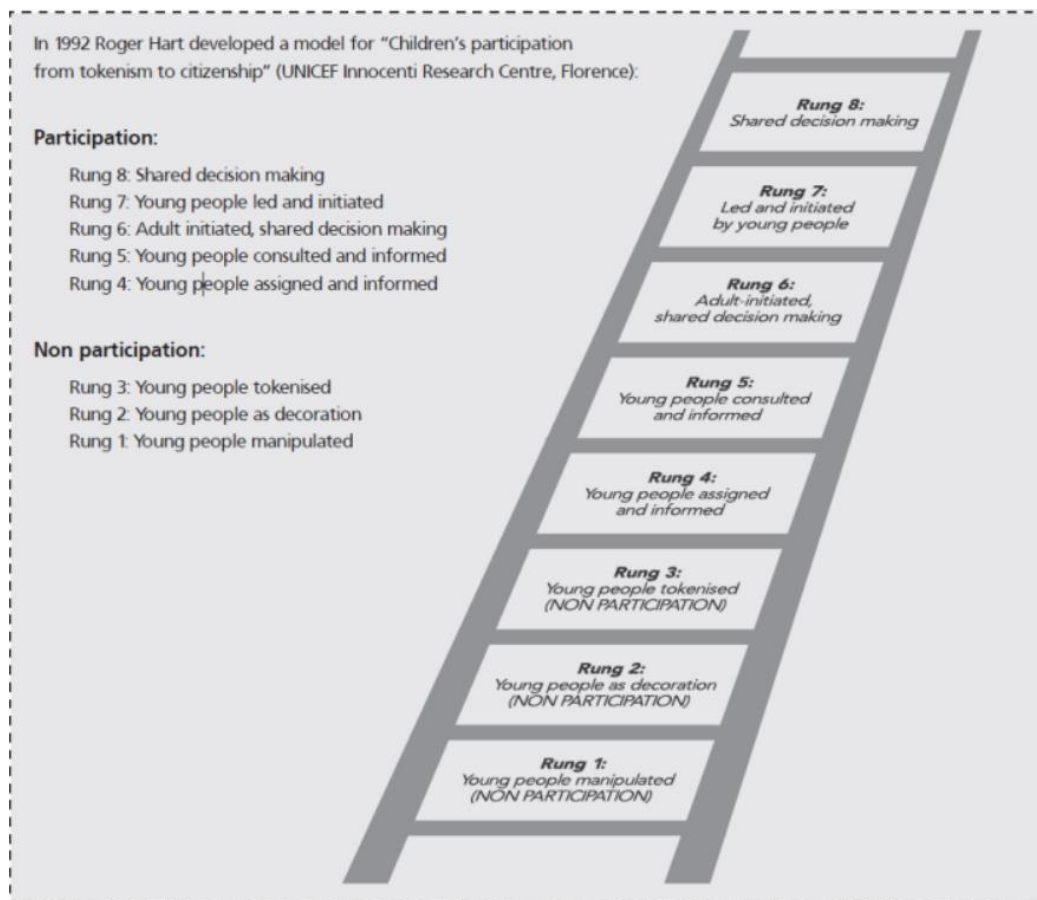 In 1992 Roger Hart developed a model for “Children’s participation
from tokenism to citizenship” (UNICEF Innocenti Research Centre, Florence):
Participation:
Rung 8: Shared decision making
Rung 7: Young people led and initiated
Rung 6: Adult initiated, shared decision making
Rung 5: Young people consulted and informed
Rung 4: Young people assigned and informed
Non participation:
Rung 3: Young people tokenised
Rung 2: Young people as decoration
Rung 1: Young people manipulated
Rung 8:
Shared decision making
Rung 7:
Led and initiated
by young people
Rung 6:
Adult-initiated,
shared decision making
Rung 5:
Young people consulted
and informed
Rung 4:
Young people assigned
and informed
Rung 3:
Young people tokenised
(NON PARTICIPATION)
Rung 2:
Young people as decoration
(NON PARTICIPATION)
Rung 1:
Young people manipulated
(NON PARTICIPATION)